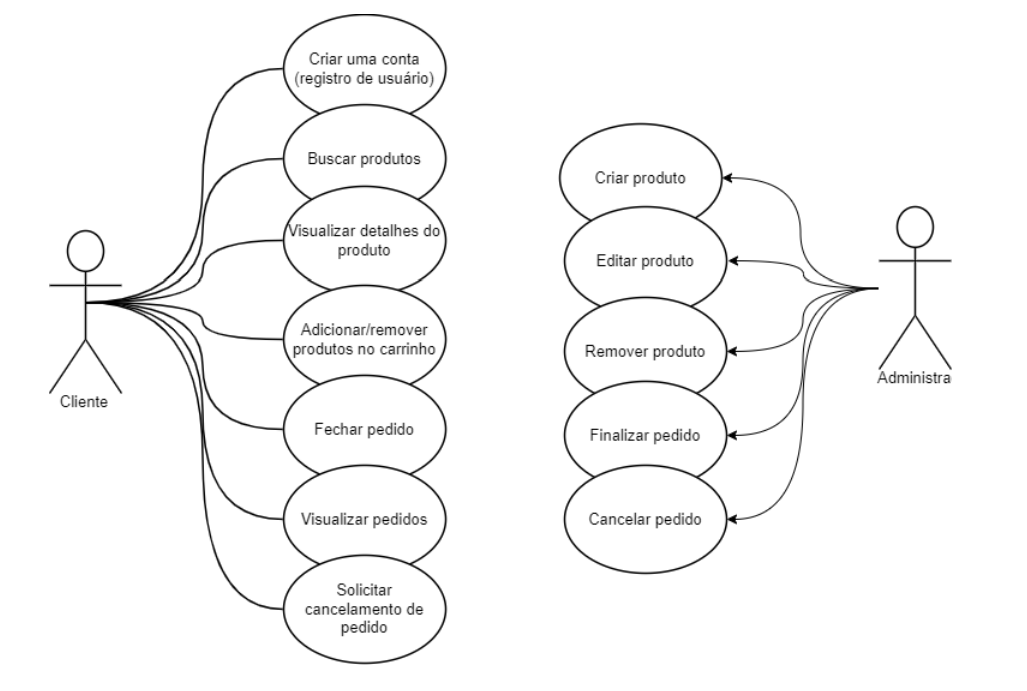 Criar uma conta
(registro de usuário)
Buscar produtos
Visualizar detalhes do
produto
Adicionar/remover
produtos no carrinho
Fechar pedido
Visualizar pedidos
Solicitar
cancelamento de
pedido
Cliente
Criar produto
Editar produto
Remover produto
Finalizar pedido
Cancelar pedido
Administra